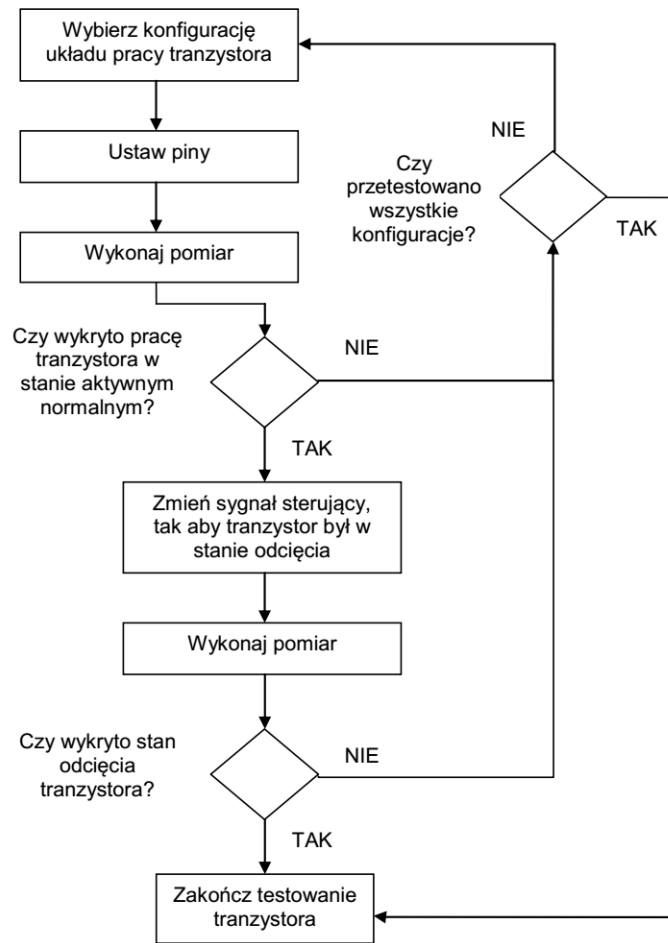 Wybierz konfigurację
układu pracy tranzystora
Ustaw piny
Wykonaj pomiar
Czy wykryto pracę
tranzystora w
stanie aktywnym
normalnym?
NIE
TAK
Czy
przetestowano
wszystkie
konfiguracje?
NIE
TAK
Zmień sygnał sterujący,
tak aby tranzystor był w
stanie odcięcia
Wykonaj pomiar
Czy wykryto stan
odcięcia
tranzystora?
NIE
TAK
Zakończ testowanie
tranzystora